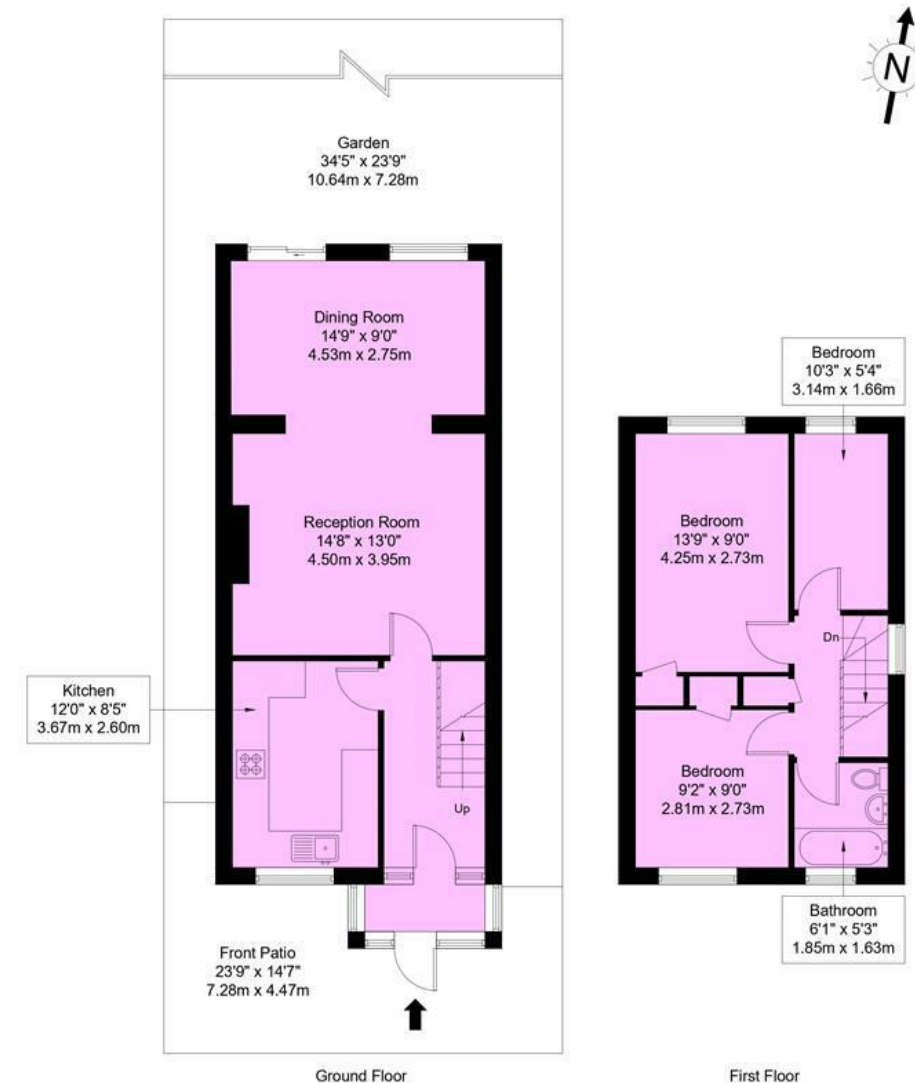 N
Garden
34'5" x 23'9"
10.64m x 7.28m
Dining Room
14'9" x 9'0"
4.53m x 2.75m
Reception Room
14'8" x 13'0"
4.50m x 3.95m
Kitchen
12'0" x 8'5"
3.67m x 2.60m
Up
Front Patio
23'9" x 14'7"
7.28m x 4.47m
Ground Floor
Bedroom
10'3" x 5'4"
3.14m x 1.66m
Bedroom
13'9" x 9'0"
4.25m x 2.73m
Dn
Bedroom
9'2" x 9'0"
2.81m x 2.73m
Bathroom
6'1" x 5'3"
1.85m x 1.63m
First Floor